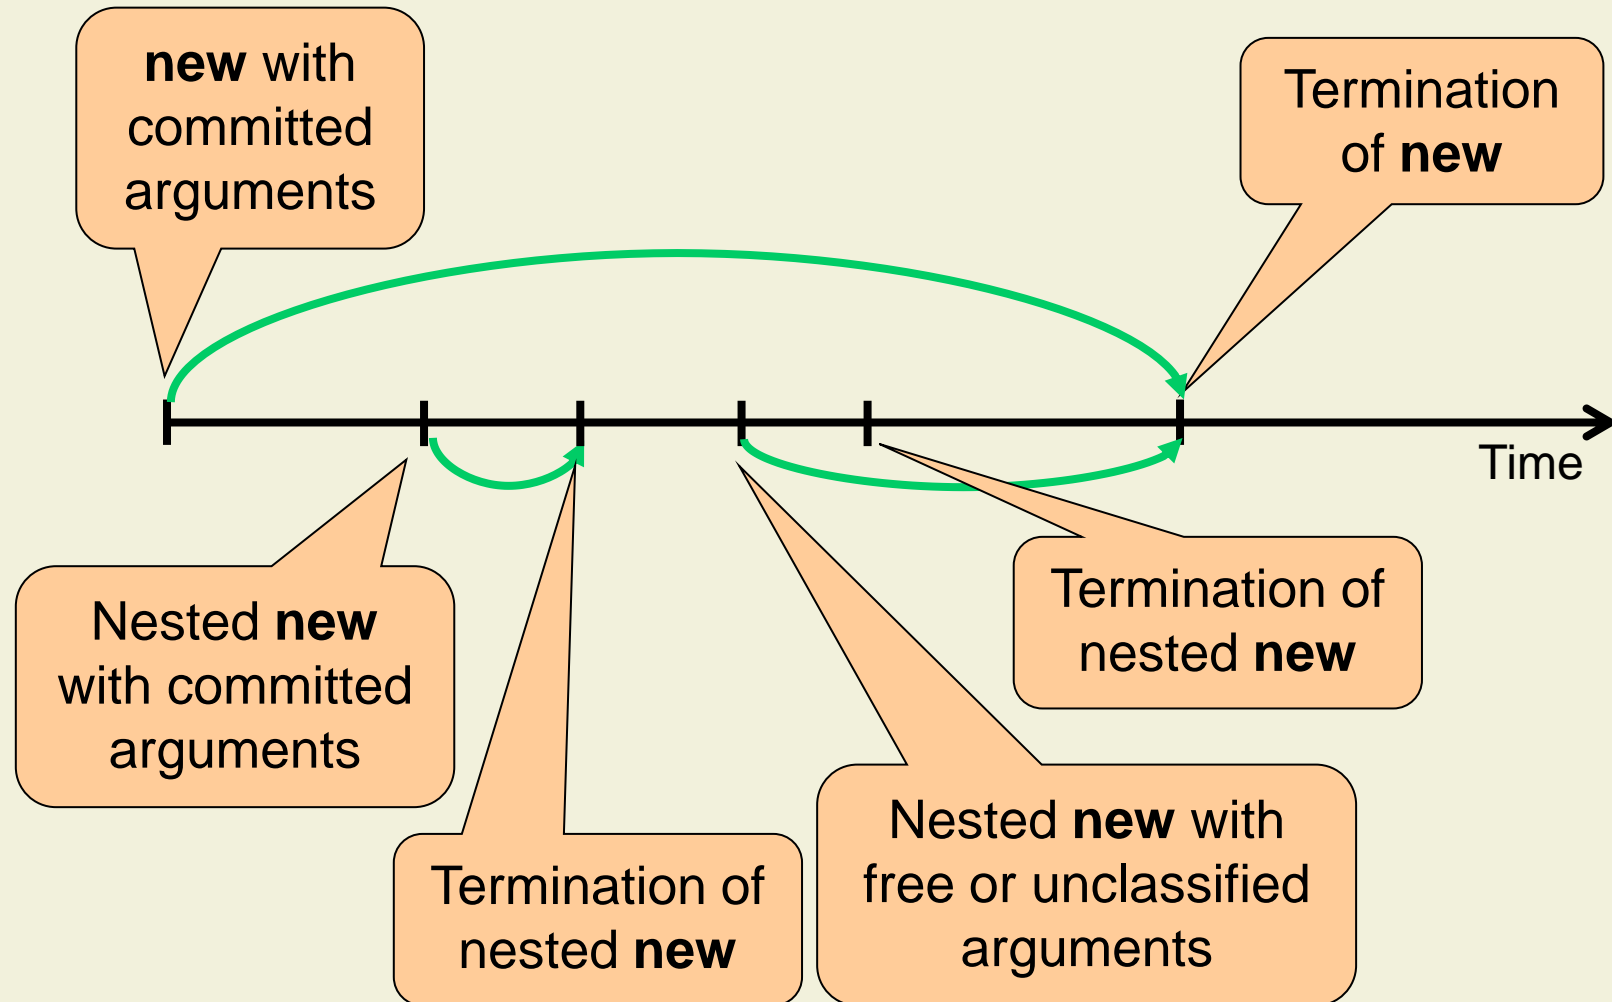 new with
committed
arguments
Termination
of new
Time
Nested new
with committed
arguments
Termination of
nested new
Termination of
nested new
Nested new with
free or unclassified
arguments